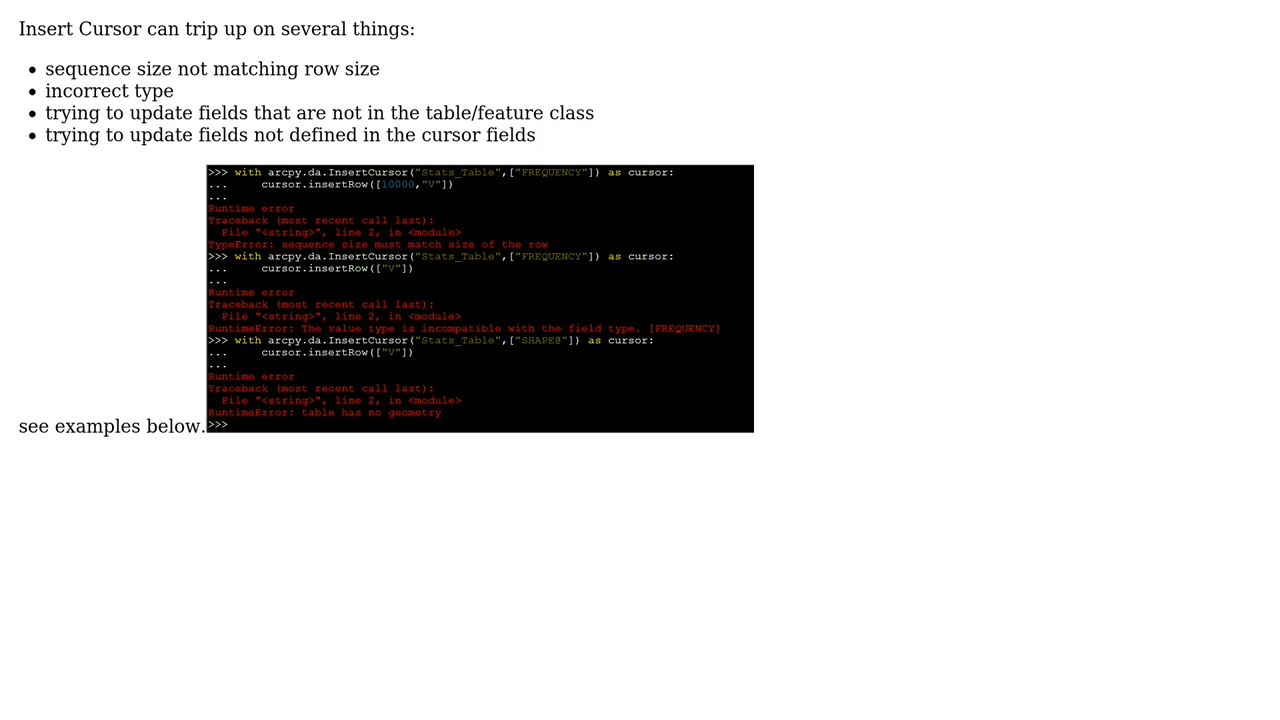 Insert Cursor can trip up on several things:
• sequence size not matching row size
• incorrect type
• trying to update fields that are not in the table/feature class
• trying to update fields not defined in the cursor fields
>>> with arcpy.da.InsertCursor("Stats_Table",["FREQUENCY"]) as cursor:
...     cursor.insertRow([10000,"V"])
...
Runtime error
Traceback (most recent call last):
  File "<string>", line 2, in <module>
TypeError: sequence size must match size of the row
>>> with arcpy.da.InsertCursor("Stats_Table",["FREQUENCY"]) as cursor:
...     cursor.insertRow(["V"])
...
Runtime error
Traceback (most recent call last):
  File "<string>", line 2, in <module>
RuntimeError: The value type is incompatible with the field type. [FREQUENCY]
>>> with arcpy.da.InsertCursor("Stats_Table",["SHAPE@"]) as cursor:
...     cursor.insertRow(["V"])
...
Runtime error
Traceback (most recent call last):
  File "<string>", line 2, in <module>
RuntimeError: table has no geometry
>>>
see examples below.